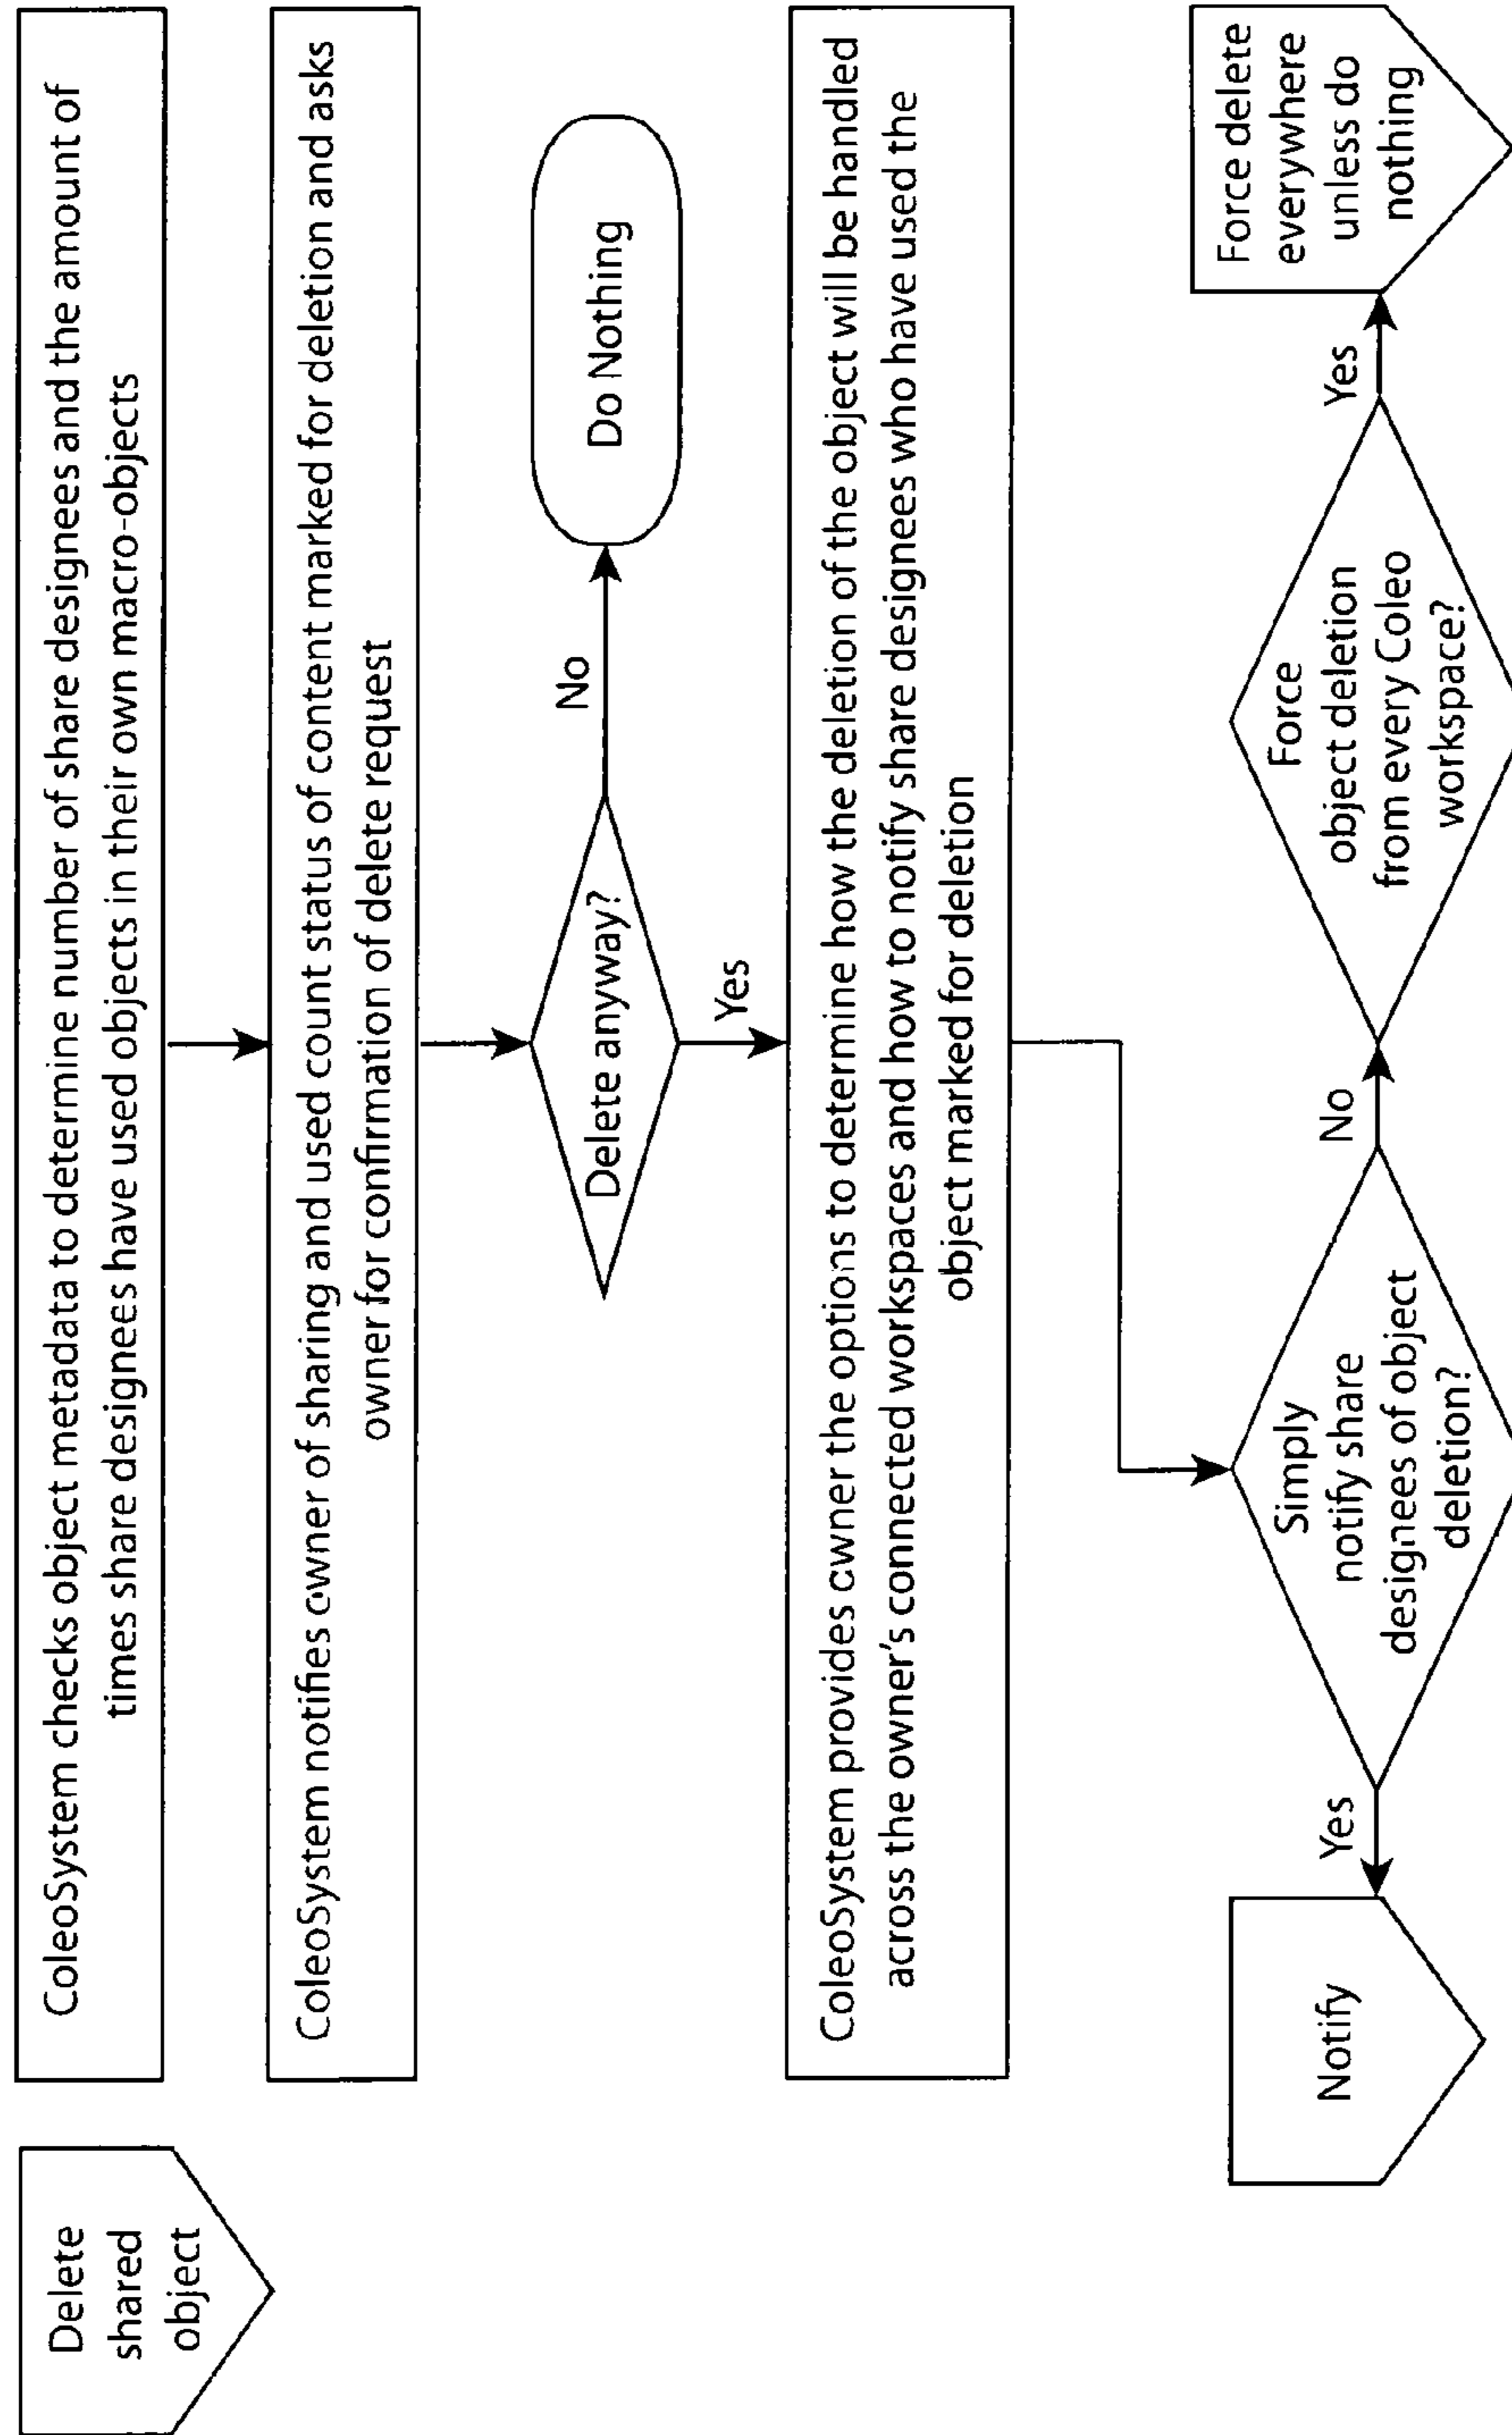 Delete
shared
object
ColeoSystem checks object metadata to determine number of share designees and the amount of
times share designees have used objects in their own macro-objects
ColeoSystem notifies owner of sharing and used count status of content marked for deletion and asks
owner for confirmation of delete request
Delete anyway?
No
Do Nothing
Yes
ColeoSystem provides owner the options to determine how the deletion of the object will be handled
across the owner's connected workspaces and how to notify share designees who have used the
object marked for deletion
Simply
notify share
designees of object
deletion?
Yes
Notify
No
Force
object deletion
from every Coleo
workspace?
Yes
Force delete
everywhere
unless do
nothing